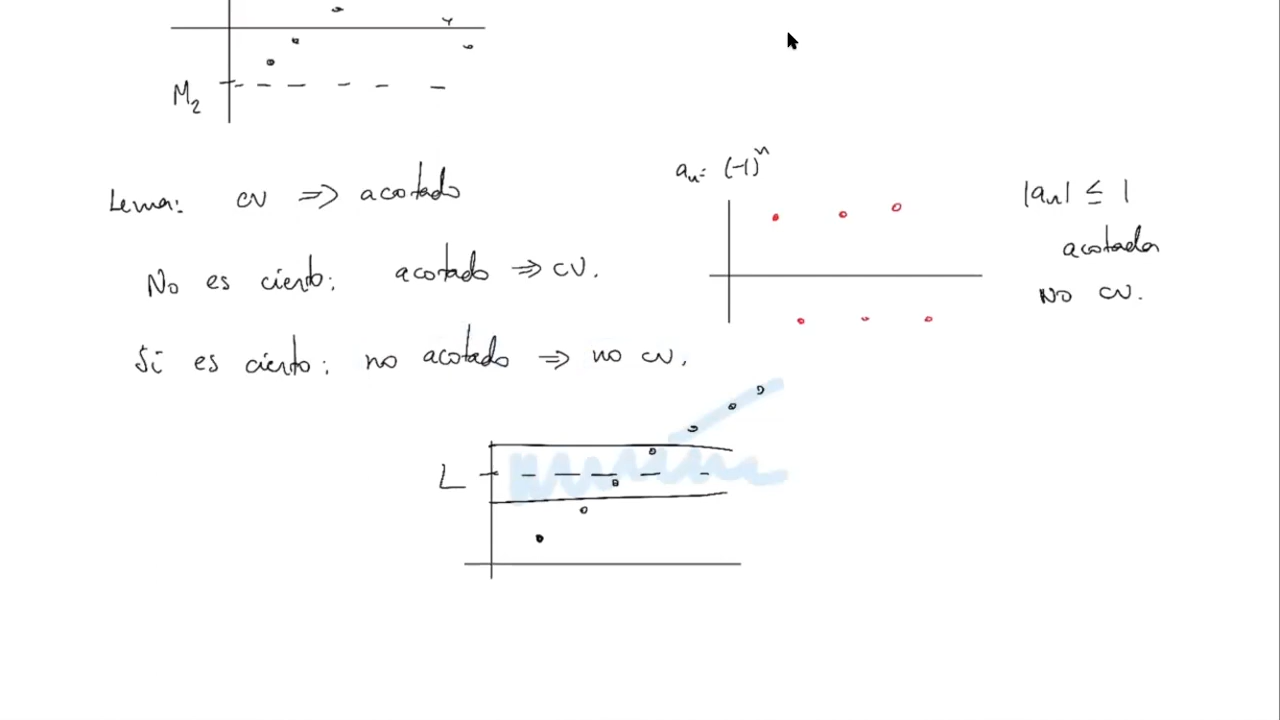 M₂
Lema: cv ⇒ acotado
No es cierto: acotado ⇒ cv.
Si es cierto: no acotado ⇒ no cv.
aₙ = (-1)ⁿ
|aₙ| ≤ 1
acotada
NO cv.
L